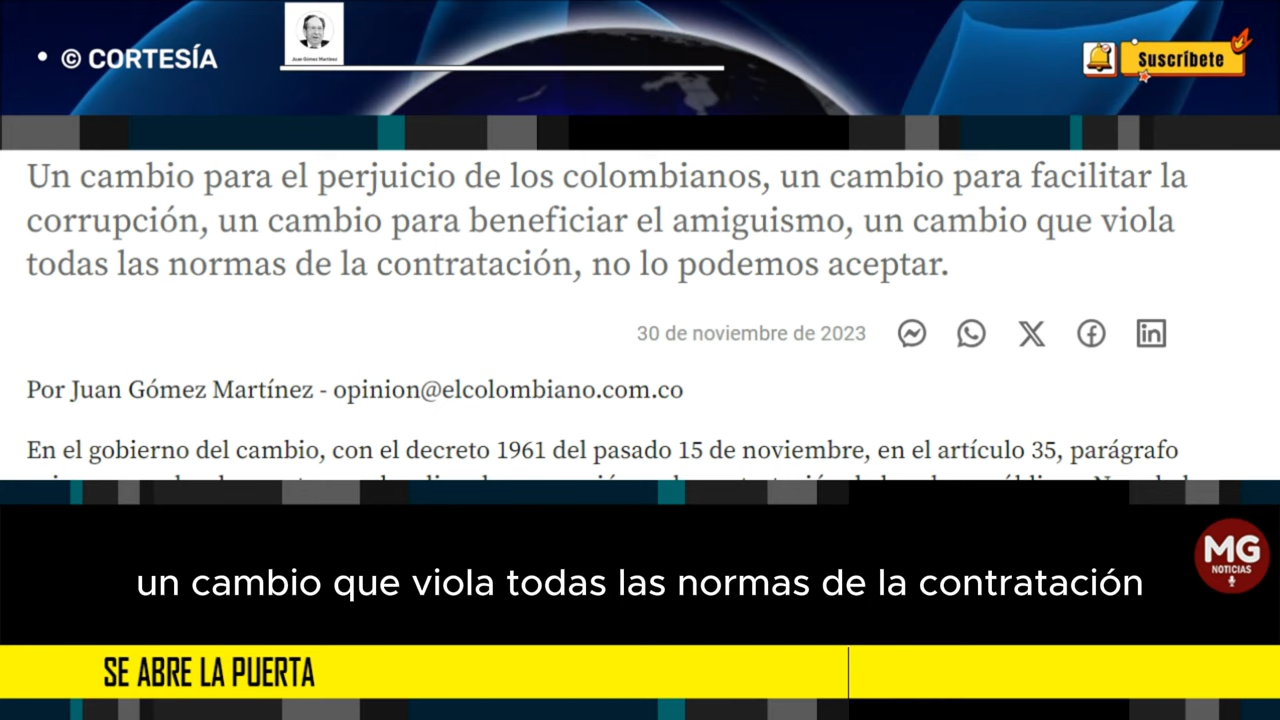 © CORTESÍA
Juan Gómez Martínez
Suscríbete
Un cambio para el perjuicio de los colombianos, un cambio para facilitar la
corrupción, un cambio para beneficiar el amiguismo, un cambio que viola
todas las normas de la contratación, no lo podemos aceptar.
30 de noviembre de 2023
Por Juan Gómez Martínez - opinion@elcolombiano.com.co
En el gobierno del cambio, con el decreto 1961 del pasado 15 de noviembre, en el artículo 35, parágrafo
un cambio que viola todas las normas de la contratación
MG
NOTICIAS
SE ABRE LA PUERTA